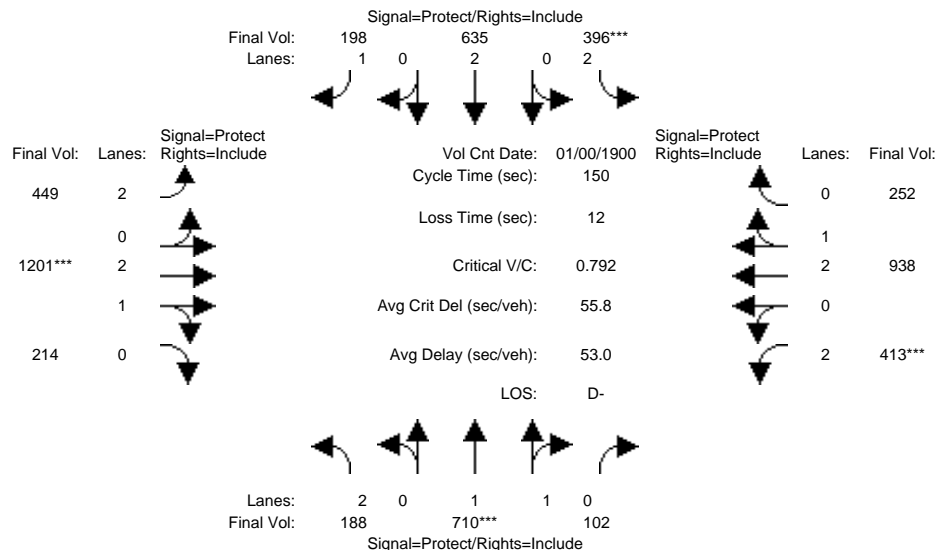 Signal=Protect/Rights=Include
Final Vol: 198 635 396***
Lanes: 1 0 2 0 2
Signal=Protect Signal=Protect
Final Vol: Lanes: Rights=Include Vol Cnt Date: 01/00/1900 Rights=Include Lanes: Final Vol:
Cycle Time (sec): 150
449 2 0 252
Loss Time (sec): 12
0 1
1201*** 2 Critical V/C: 0.792 2 938
1 Avg Crit Del (sec/veh): 55.8 0
214 0 Avg Delay (sec/veh): 53.0 2 413***
LOS: D-
Lanes: 2 0 1 1 0
Final Vol: 188 710*** 102
Signal=Protect/Rights=Include